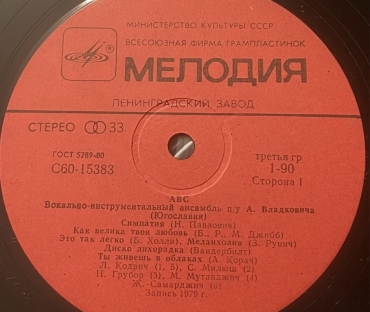 МИНИСТЕРСТВО КУЛЬТУРЫ СССР
ВСЕСОЮЗНАЯ ФИРМА ГРАМПЛАСТИНОК
® МЕЛОДИЯ
ЛЕНИНГРАДСКИЙ ЗАВОД
СТЕРЕО 33
ГОСТ 5289-80
С60-15383
третья гр
1-90
Сторона 1
АВС
Вокально-инструментальный ансамбль п/у А. Владковича
(Югославия)
Симпатия (Н. Павлович)
Как велика твои любовь (Б., Р., М. Джибб)
Это так легко (Б. Холли), Меланхолия (З. Рунич)
Диско лихорадка (Вандербилт)
Ты живешь в облаках (А. Корач)
Л. Кодрич (1, 5), С. Милюш (2)
Н. Грубор (3), М. Мутавджич (4)
Ж. Самарджич (6)
Запись 1979 г.